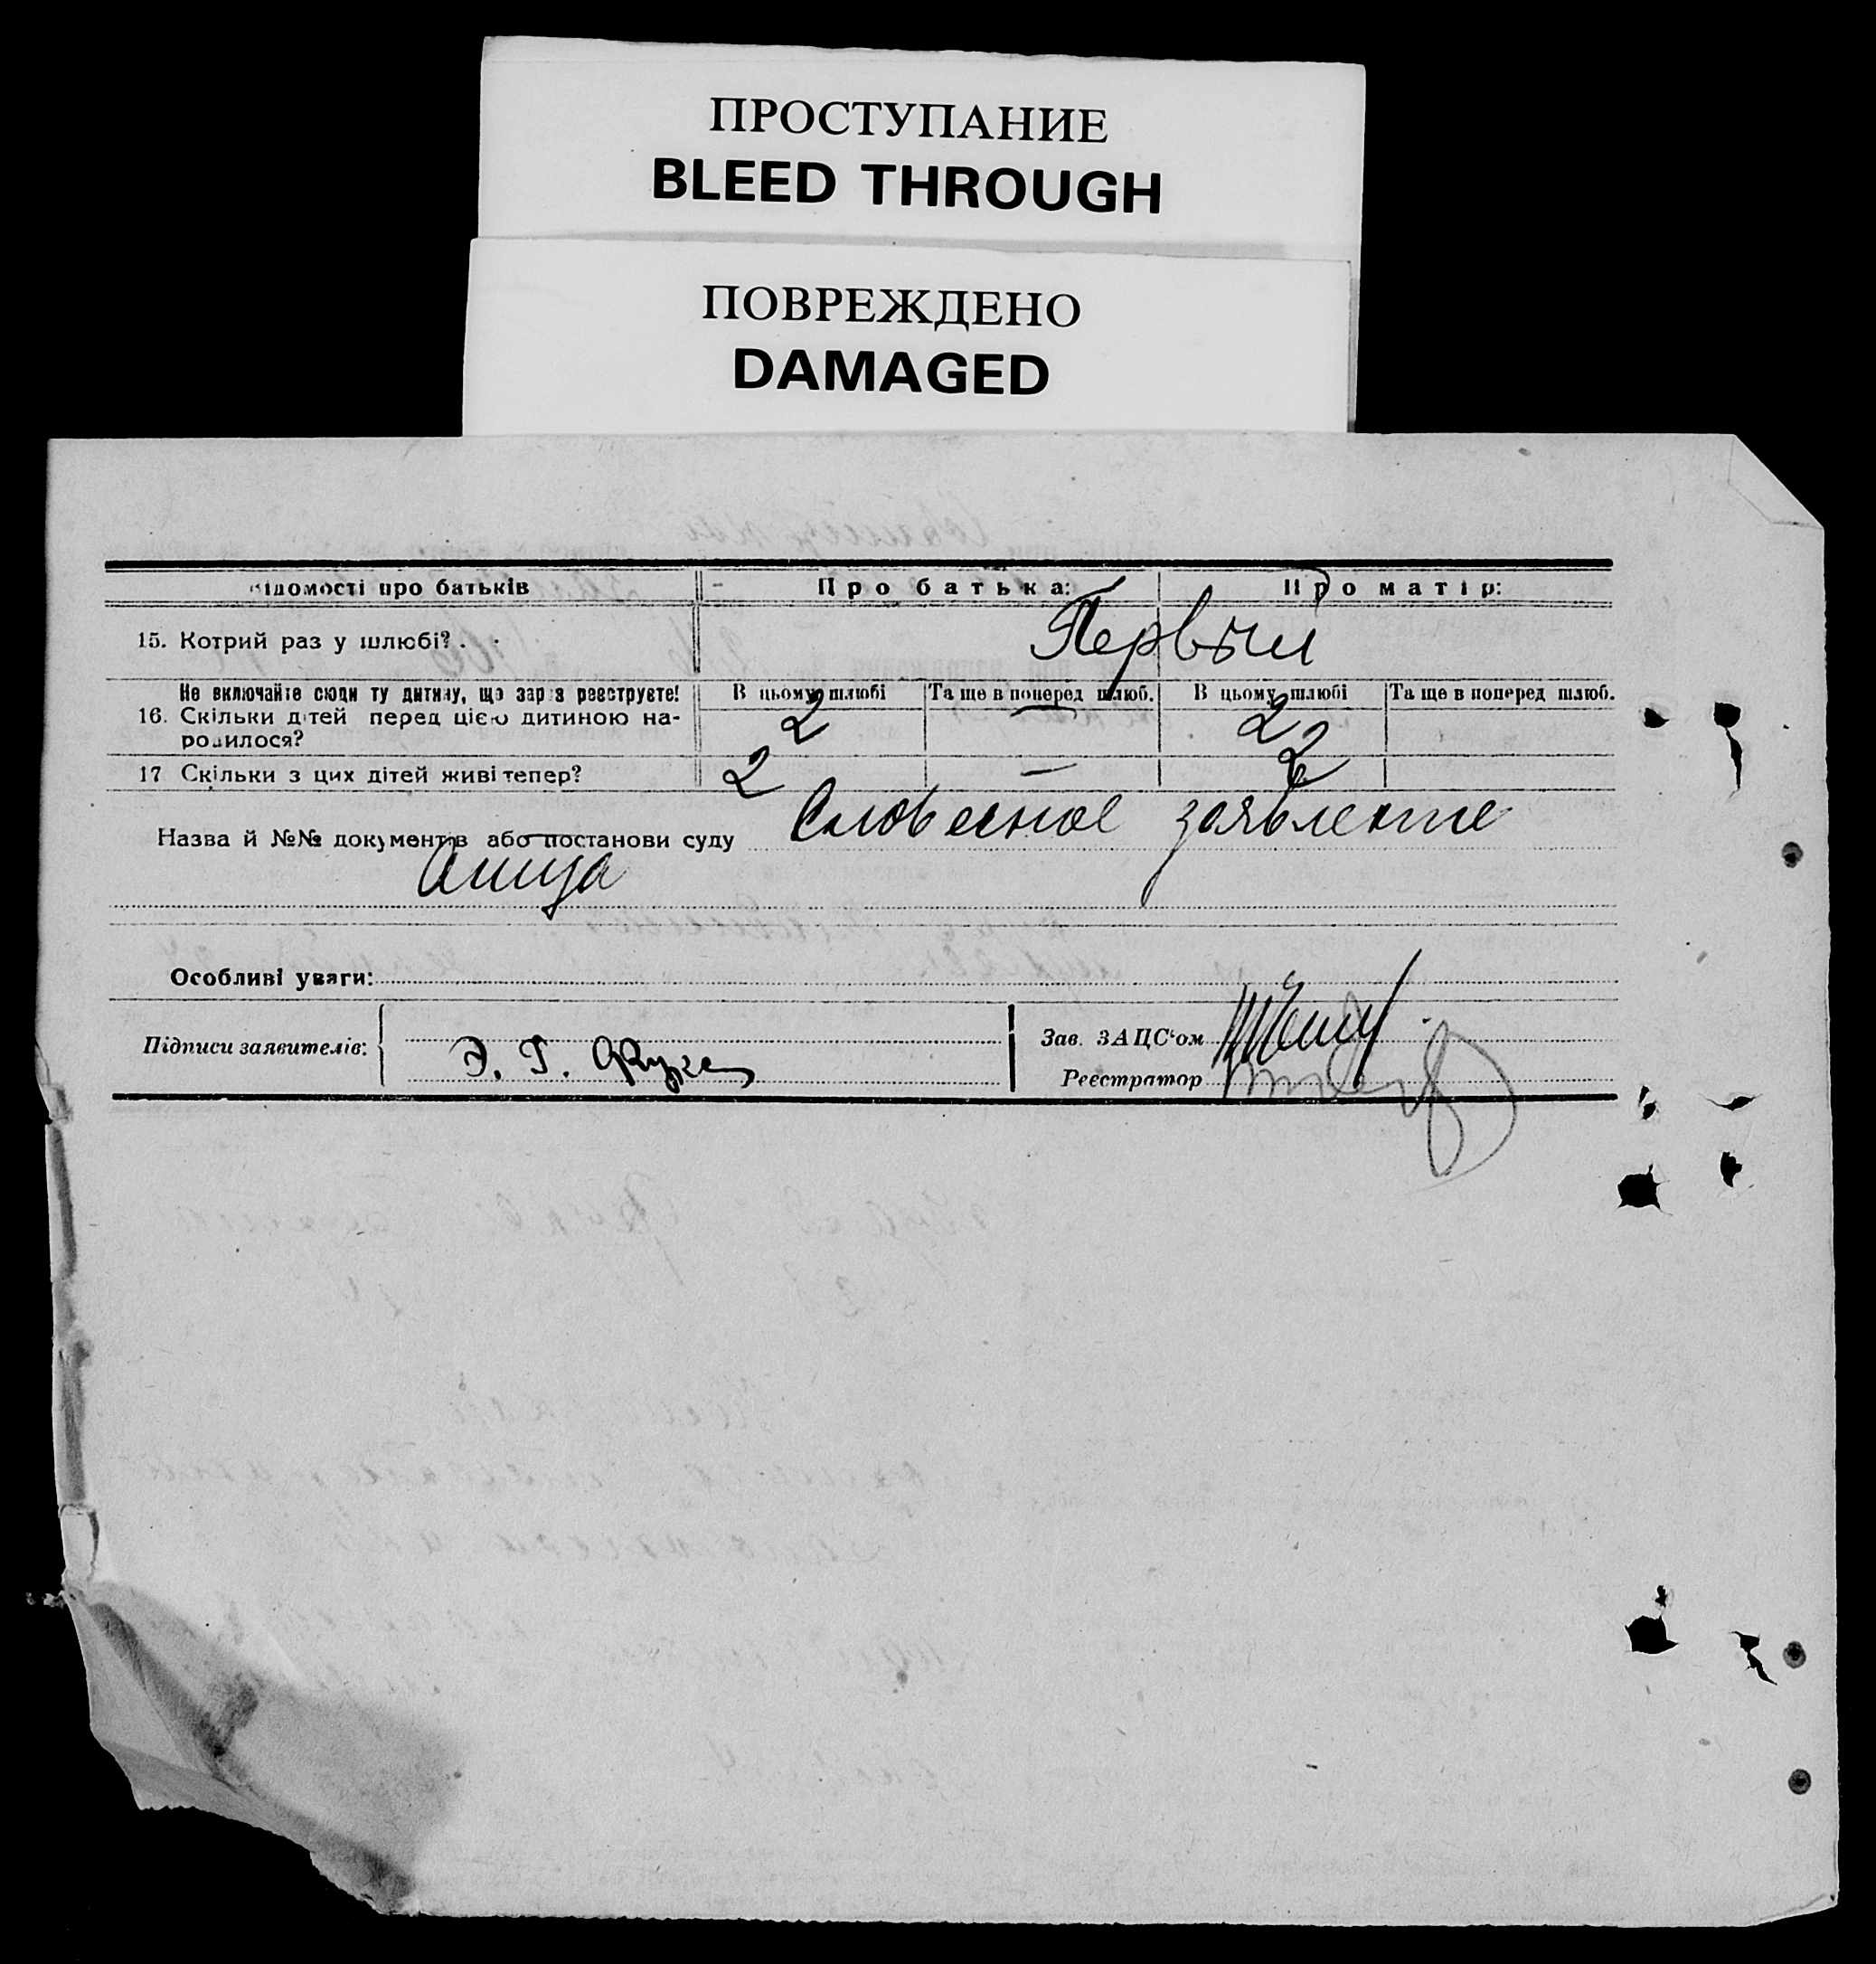 ПРОСТУПАНИЕ
BLEED THROUGH
ПОВРЕЖДЕНО
DAMAGED
ідомості про батьків Про батька: Про матір:
15. Котрий раз у шлюбі? Первый
Не включайте сюди ту дитину, що зараз реєструєте! В цьому шлюбі Та ще в поперед шлюб. В цьому шлюбі Та ще в поперед шлюб.
16. Скільки дітей перед цією дитиною на-
родилося? 2 — 2
17 Скільки з цих дітей живі тепер? 2 — 2
Назва й №№ документів або постанови суду Словесное заявление
отца
Особливі уваги:
Підписи заявителів: Э. Г. Фукс
Зав. ЗАЦС'ом
Реєстратор